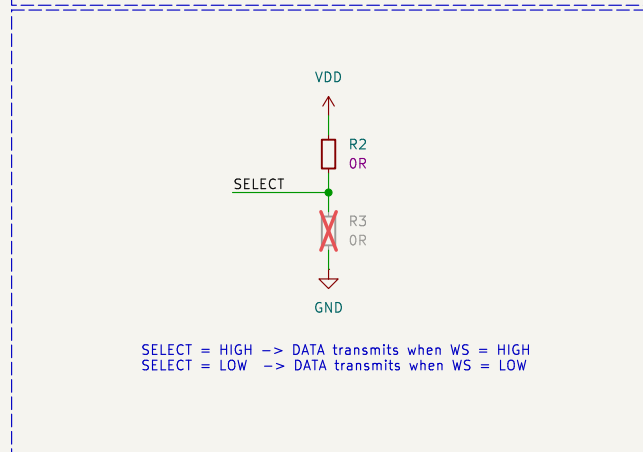 VDD
R2
0R
SELECT
R3
0R
GND
SELECT = HIGH -> DATA transmits when WS = HIGH
SELECT = LOW  -> DATA transmits when WS = LOW